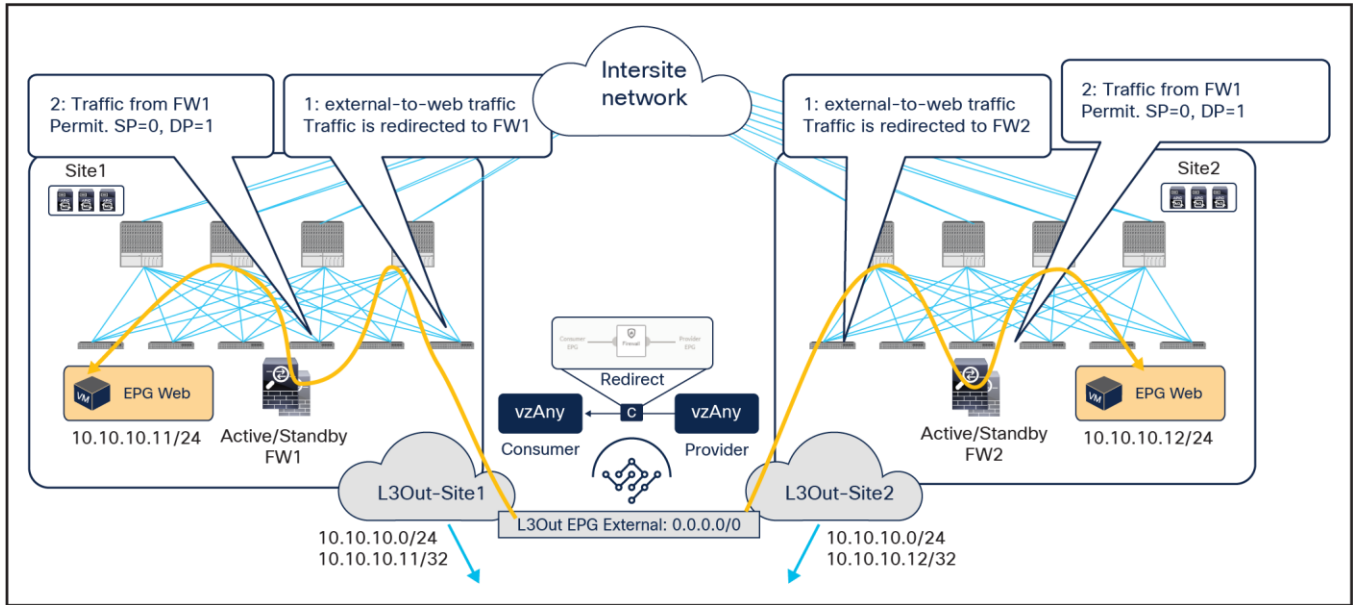 Intersite
network
2: Traffic from FW1
Permit. SP=0, DP=1
1: external-to-web traffic
Traffic is redirected to FW1
1: external-to-web traffic
Traffic is redirected to FW2
2: Traffic from FW1
Permit. SP=0, DP=1
Site1
Site2
Consumer
EPG
Firewall
Provider
EPG
Redirect
VM
EPG Web
10.10.10.11/24
Active/Standby
FW1
vzAny
C
vzAny
Consumer
Provider
Active/Standby
FW2
VM
EPG Web
10.10.10.12/24
L3Out-Site1
L3Out-Site2
L3Out EPG External: 0.0.0.0/0
10.10.10.0/24
10.10.10.11/32
10.10.10.0/24
10.10.10.12/32